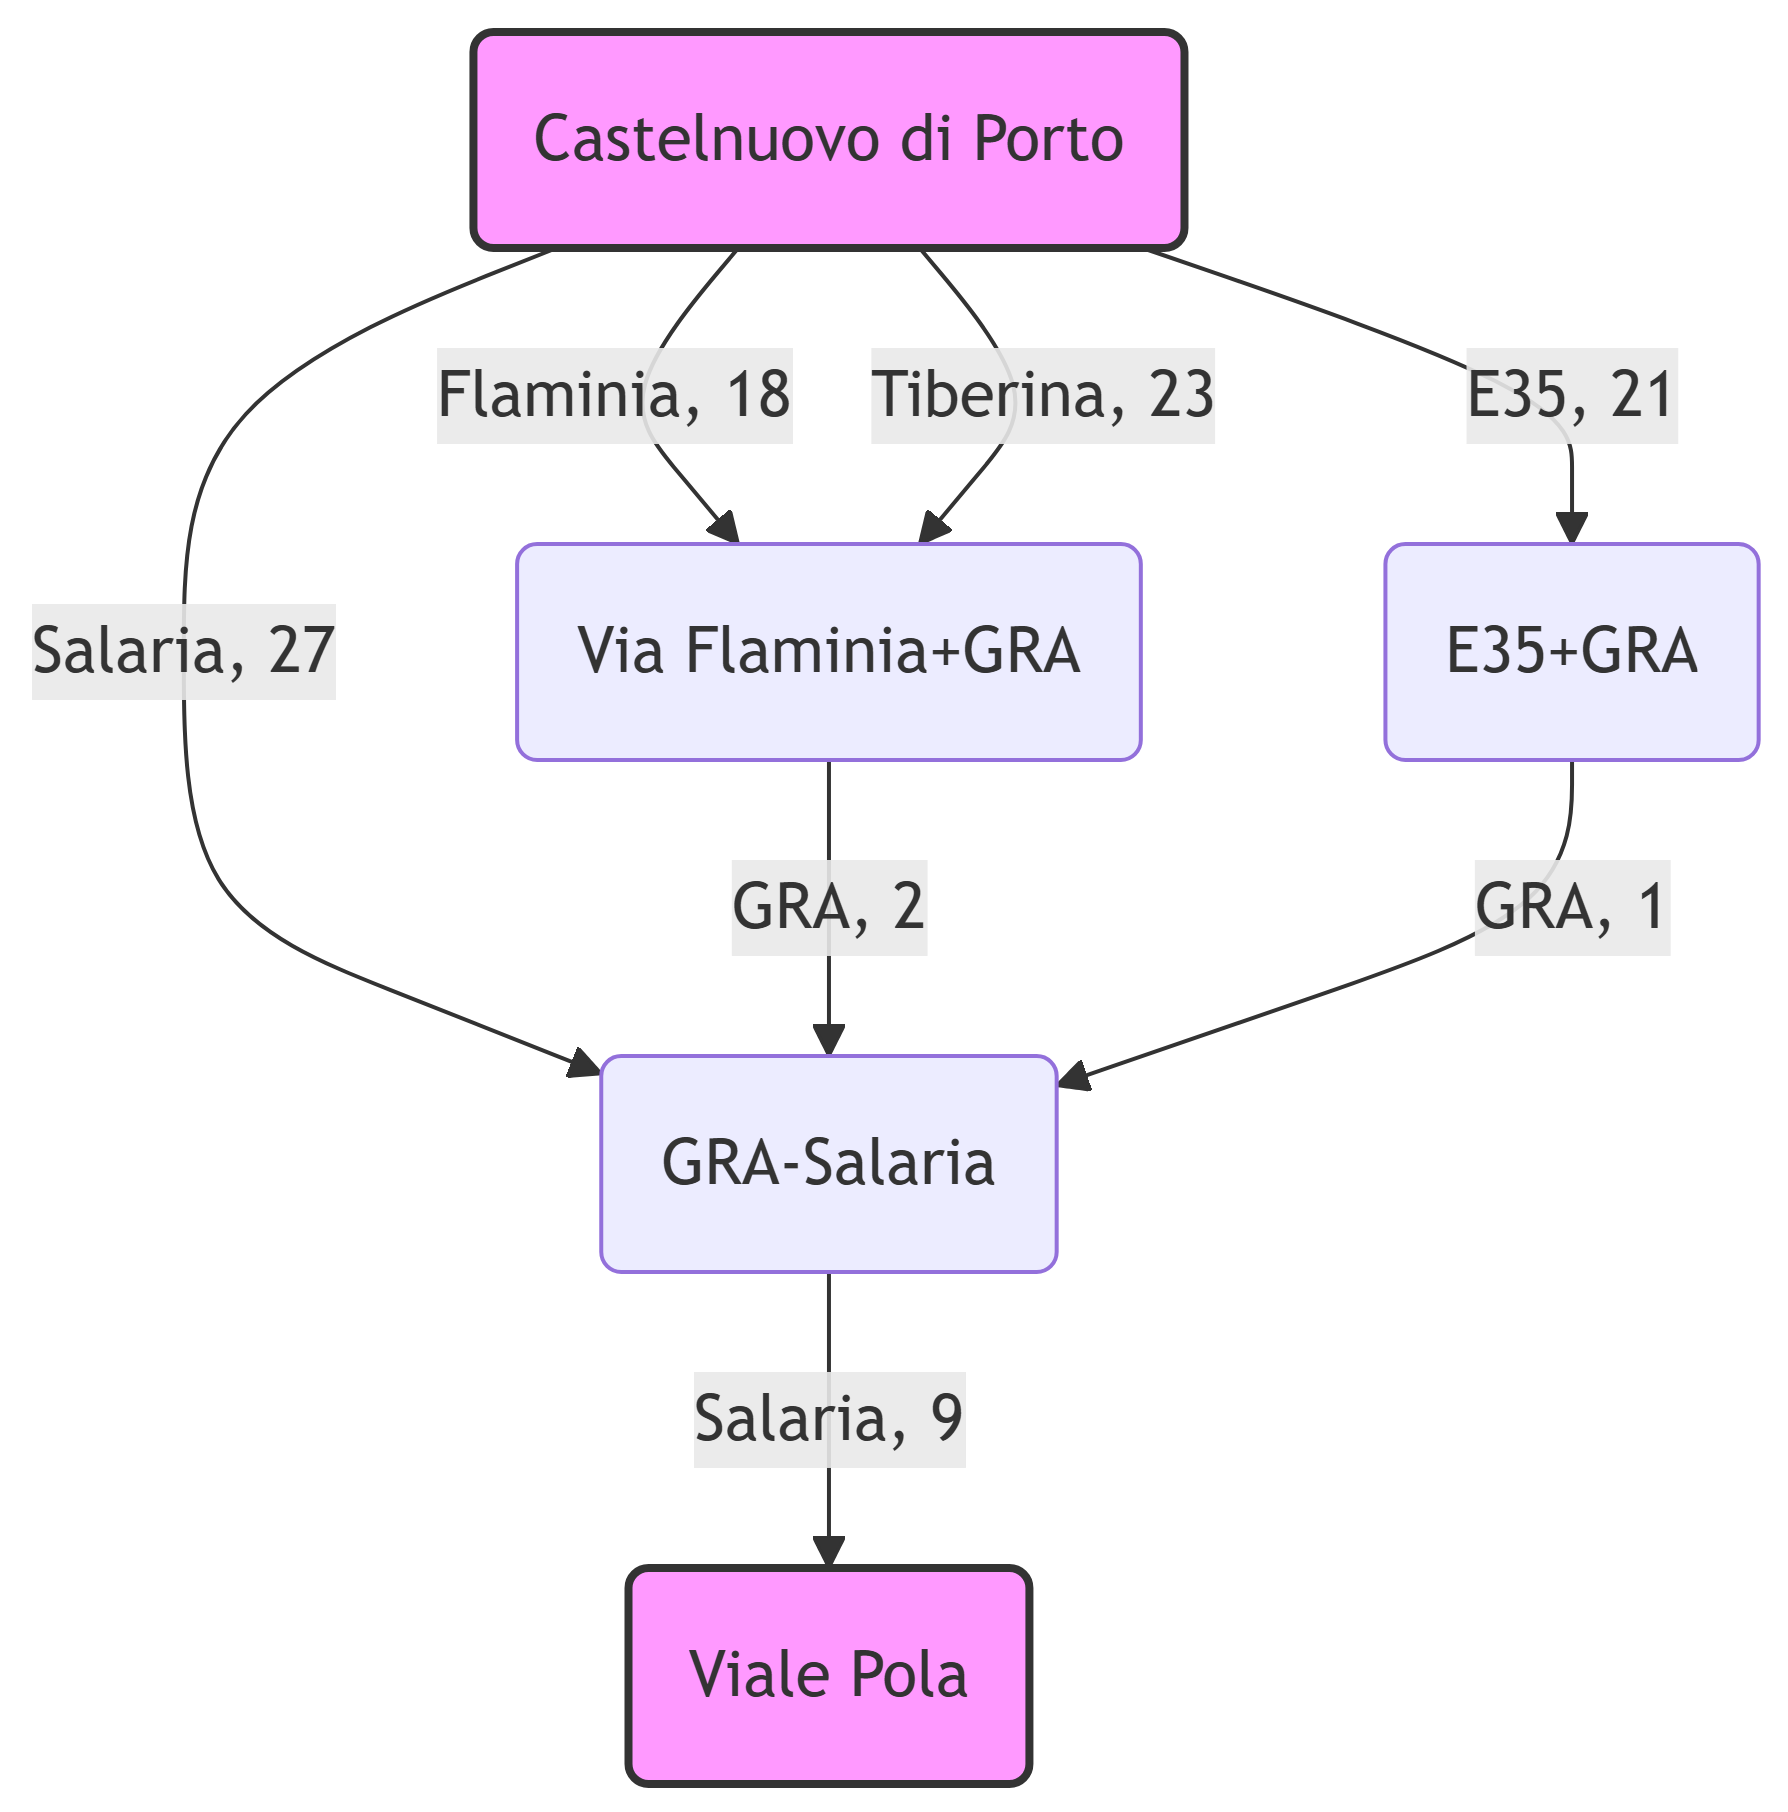 Castelnuovo di Porto
Flaminia, 18
Tiberina, 23
E35, 21
Salaria, 27
Via Flaminia+GRA
E35+GRA
GRA, 2
GRA, 1
GRA-Salaria
Salaria, 9
Viale Pola